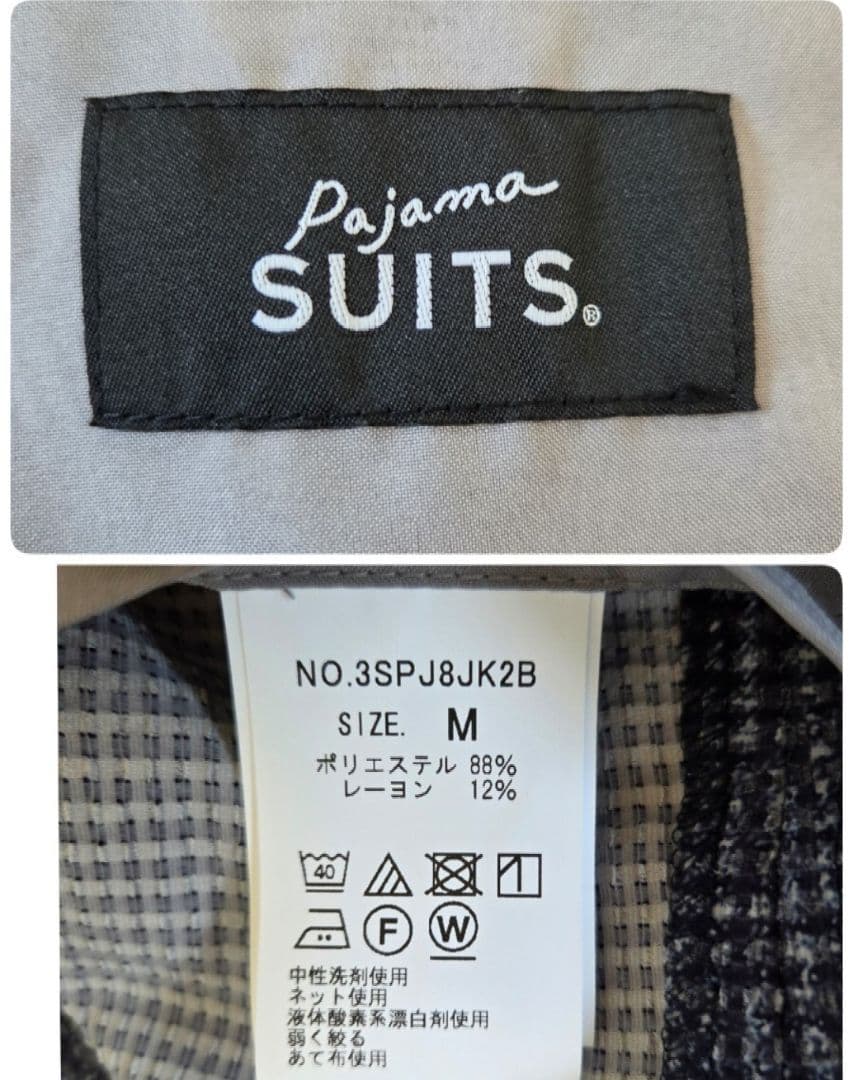 Pajama
SUITS®
NO.3SPJ8JK2B
SIZE. M
ポリエステル 88%
レーヨン 12%
40
F W
中性洗剤使用
ネット使用
液体酸素系漂白剤使用
弱く絞る
あて布使用